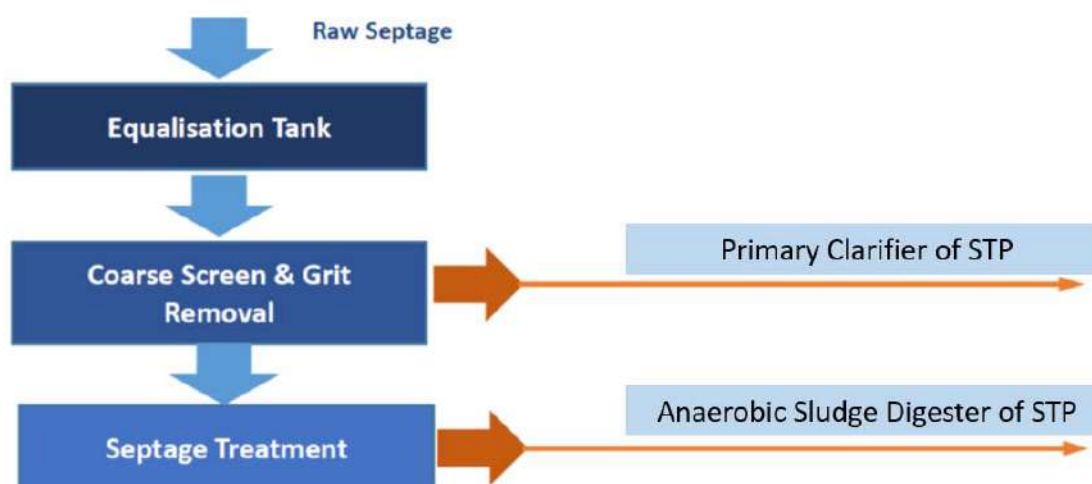 Raw Septage
Equalisation Tank
Coarse Screen & Grit
Removal
Primary Clarifier of STP
Septage Treatment
Anaerobic Sludge Digester of STP